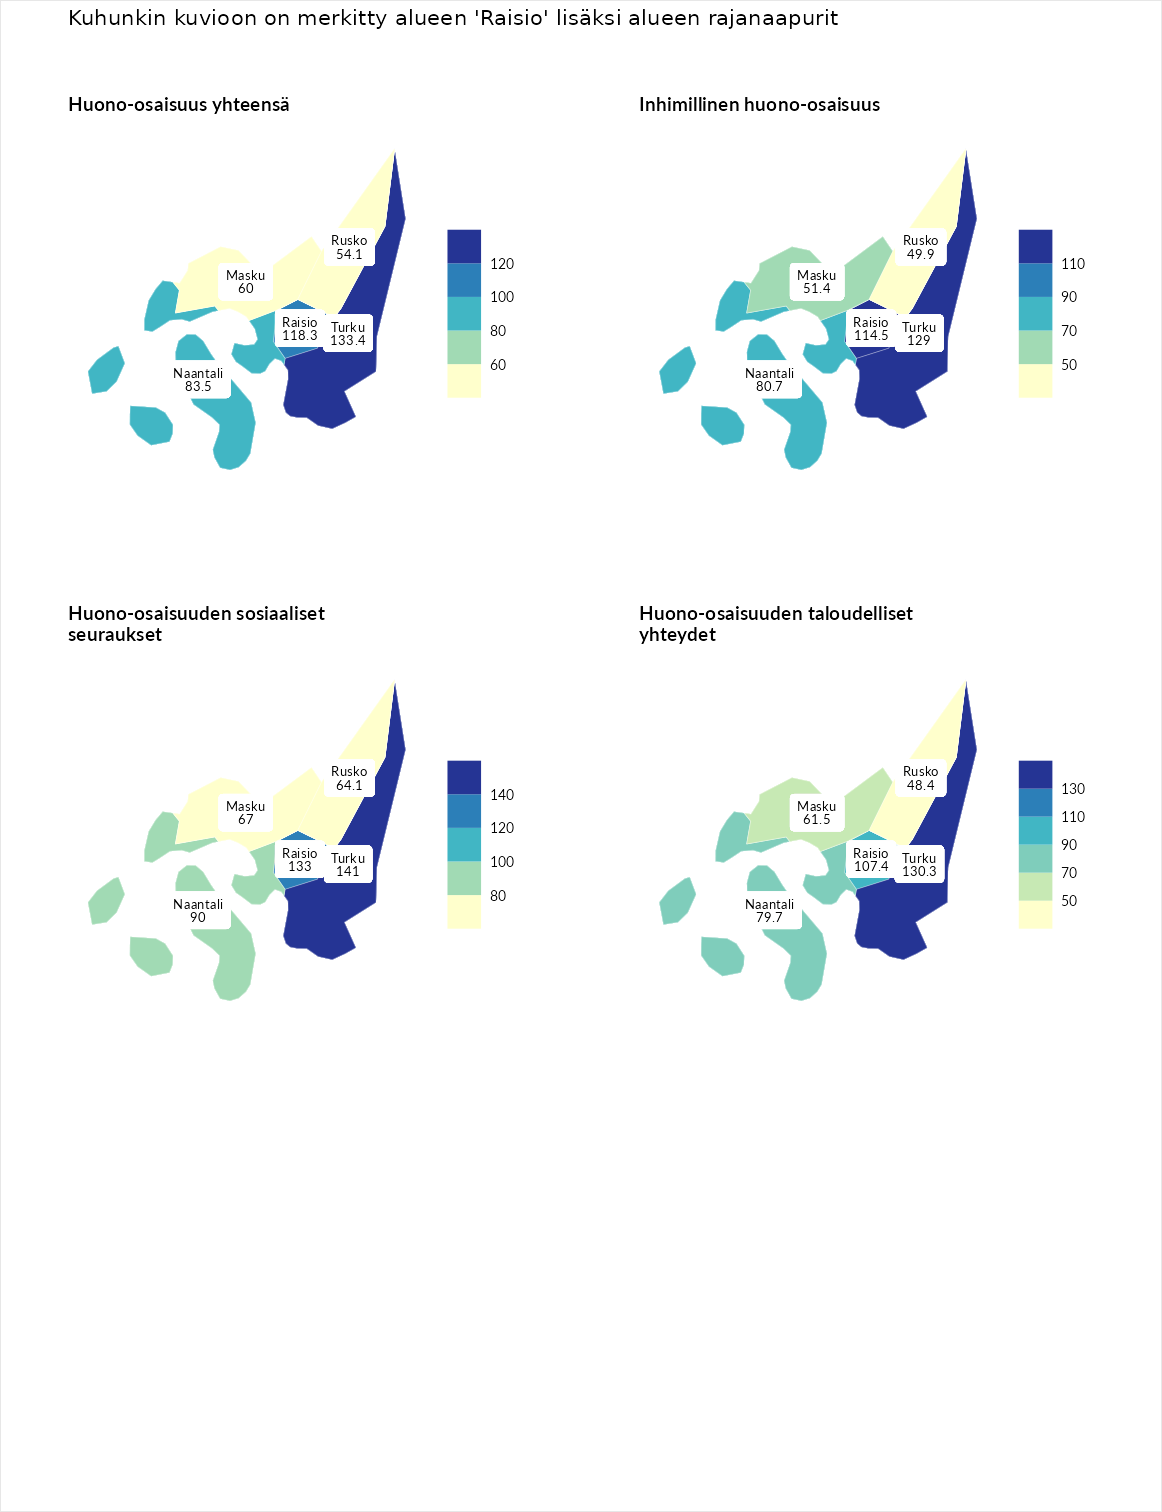 Kuhunkin kuvioon on merkitty alueen 'Raisio' lisäksi alueen rajanaapurit
Huono-osaisuus yhteensä
Rusko
54.1
Masku
60
Raisio
118.3
Turku
133.4
Naantali
83.5
120
100
80
60
Inhimillinen huono-osaisuus
Rusko
49.9
Masku
51.4
Raisio
114.5
Turku
129
Naantali
80.7
110
90
70
50
Huono-osaisuuden sosiaaliset
seuraukset
Rusko
64.1
Masku
67
Raisio
133
Turku
141
Naantali
90
140
120
100
80
Huono-osaisuuden taloudelliset
yhteydet
Rusko
48.4
Masku
61.5
Raisio
107.4
Turku
130.3
Naantali
79.7
130
110
90
70
50